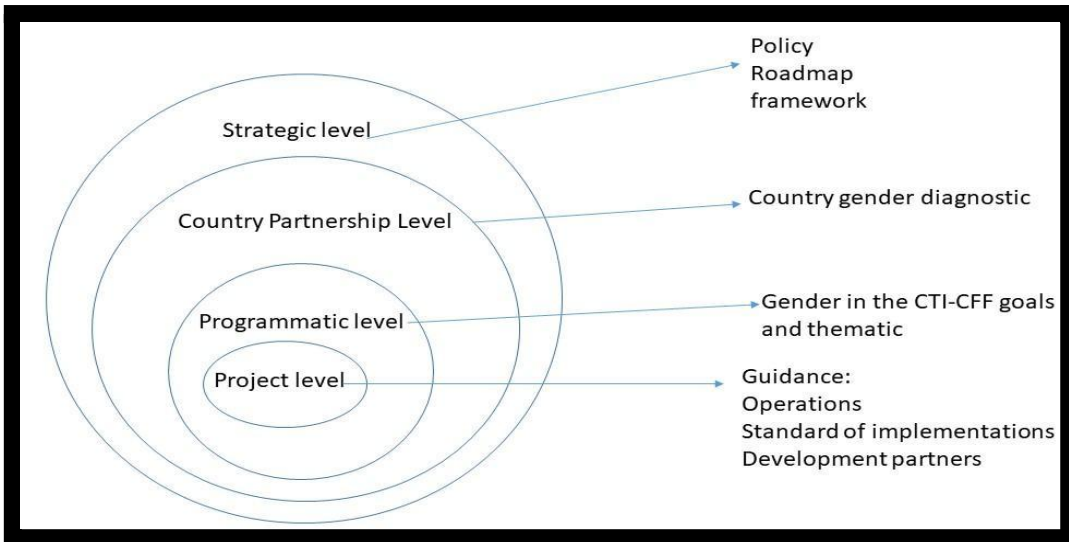 Strategic level
Policy
Roadmap
framework
Country Partnership Level
Country gender diagnostic
Programmatic level
Gender in the CTI-CFF goals
and thematic
Project level
Guidance:
Operations
Standard of implementations
Development partners